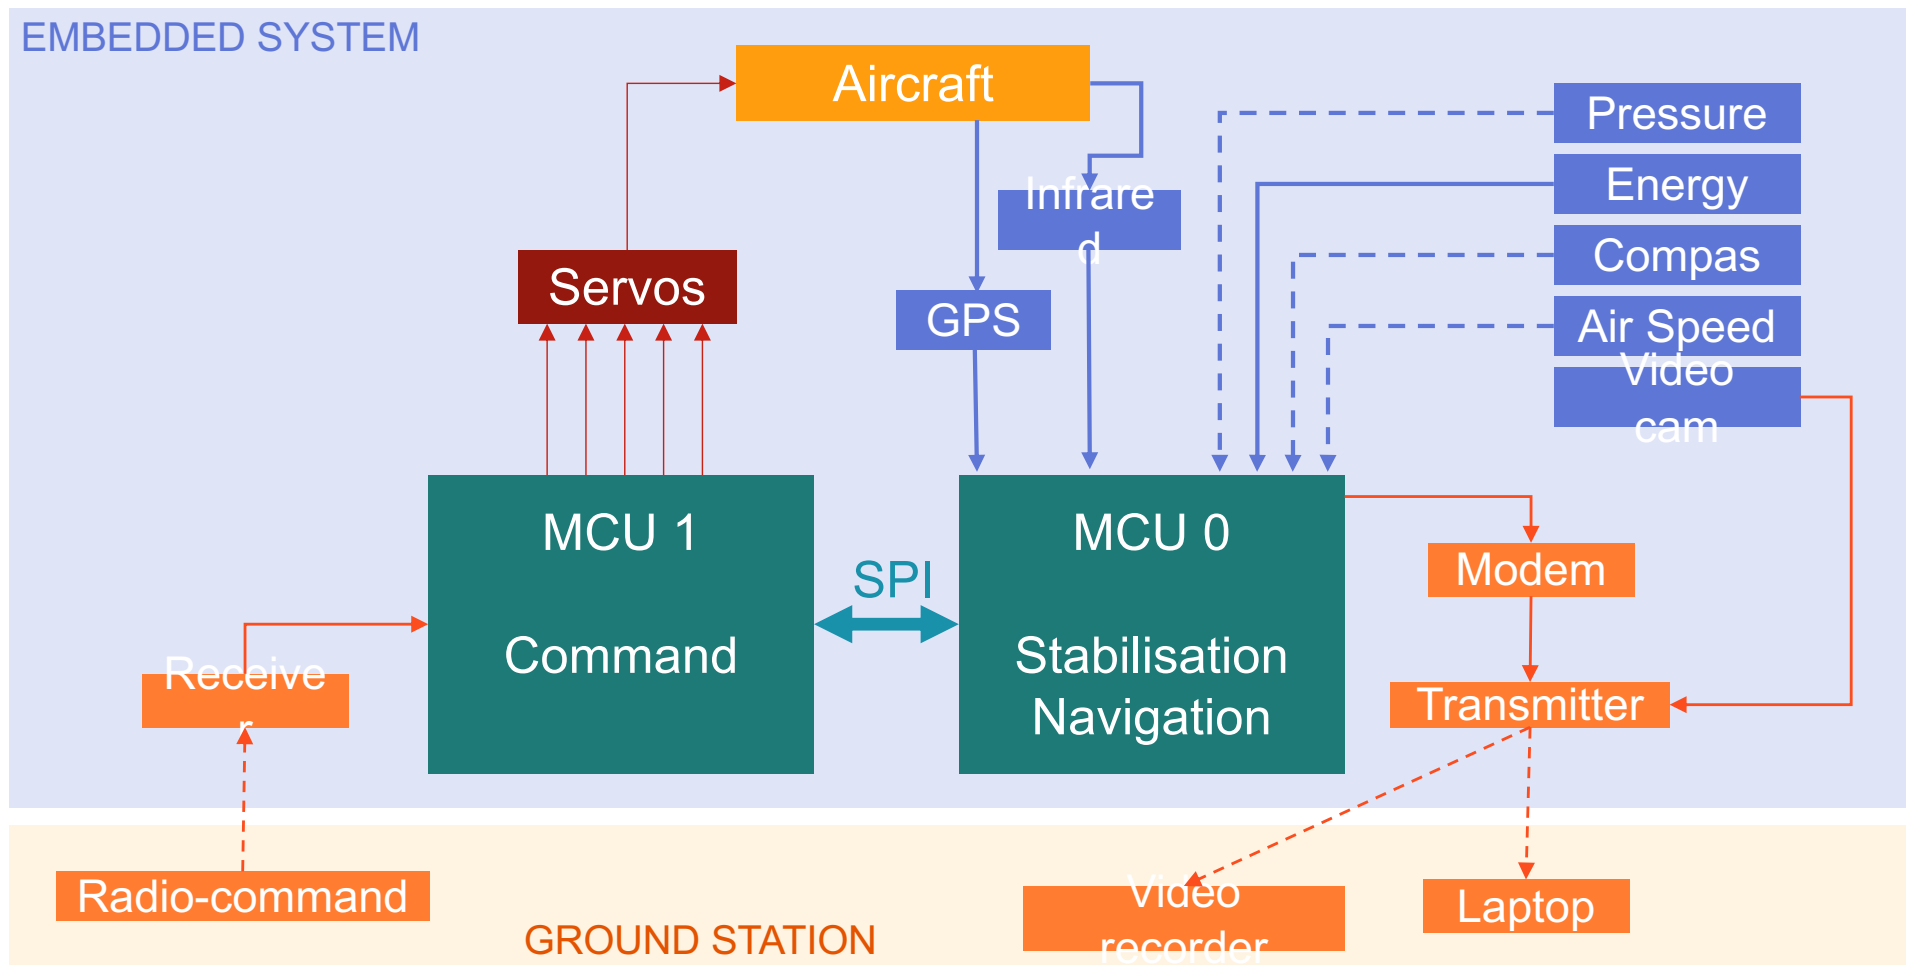 EMBEDDED SYSTEM
Aircraft
Pressure
Energy
Infrare
d
Compas
Servos
GPS
Air Speed
Video
cam
MCU 1
Command
SPI
MCU 0
Stabilisation
Navigation
Modem
Receive
r
Transmitter
Radio-command
Video
recorder
Laptop
GROUND STATION